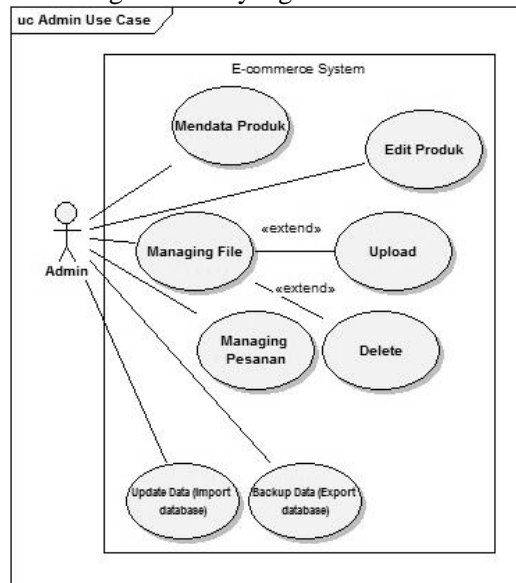 uc Admin Use Case
E-commerce System
Mendata Produk
Edit Produk
Admin
Managing File
«extend»
Upload
«extend»
Managing
Pesanan
Delete
Update Data (Import
database)
Backup Data (Export
database)